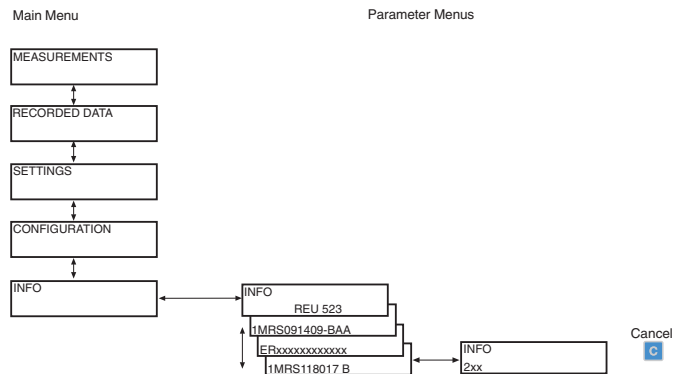 Main Menu
Parameter Menus
MEASUREMENTS
RECORDED DATA
SETTINGS
CONFIGURATION
INFO
INFO
REU 523
1MRS091409-BAA
ERxxxxxxxxxxxx
1MRS118017 B
INFO
2xx
Cancel
C